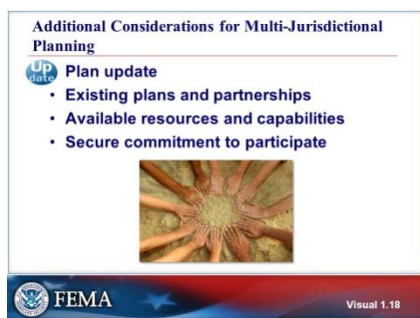 Additional Considerations for Multi-Jurisdictional
Planning
Up
date
Plan update
• Existing plans and partnerships
• Available resources and capabilities
• Secure commitment to participate
FEMA
Visual 1.18